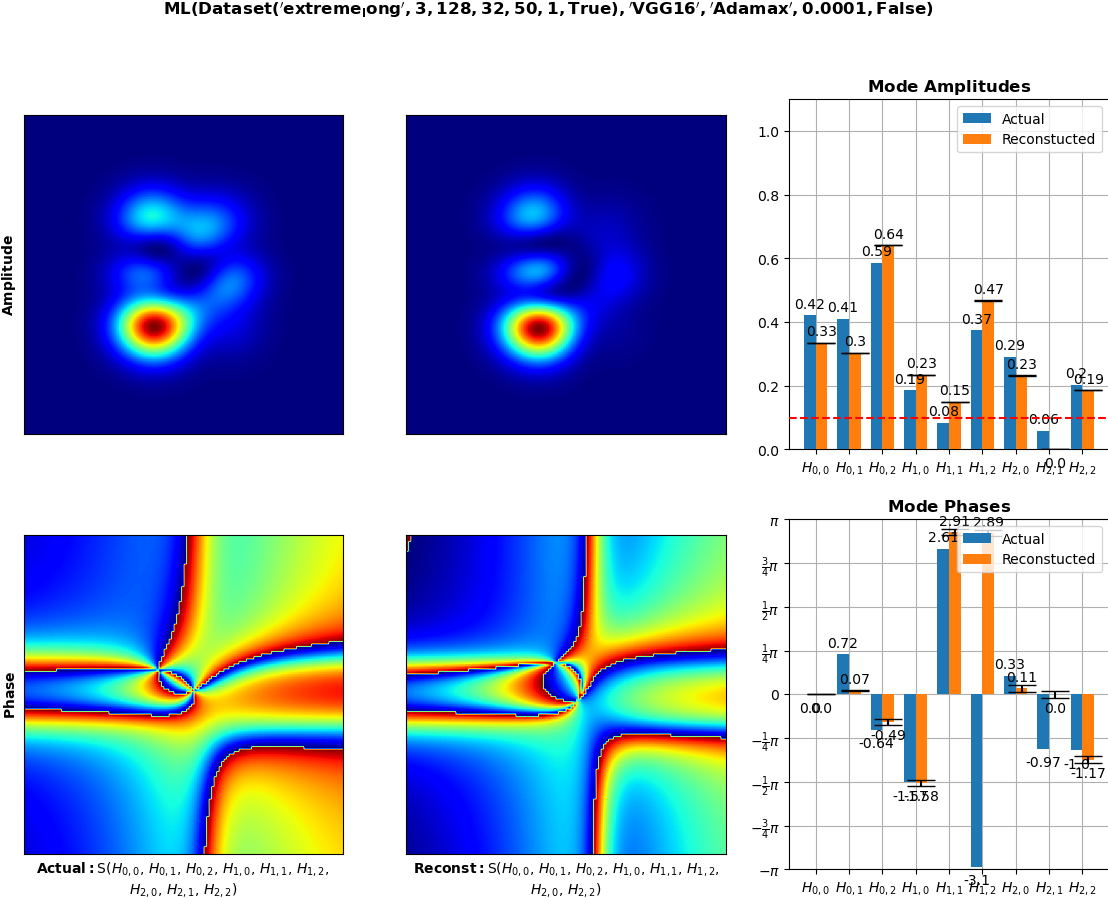 ML(Dataset('extreme_long', 3, 128, 32, 50, 1, True), 'VGG16', 'Adamax', 0.0001, False)
Amplitude
Mode Amplitudes
Actual
Reconstucted
1.0
0.8
0.6
0.4
0.2
0.0
0.42
0.33
0.41
0.3
0.59
0.64
0.19
0.23
0.08
0.15
0.37
0.47
0.29
0.23
0.06
0.0
0.2
0.19
H0,0 H0,1 H0,2 H1,0 H1,1 H1,2 H2,0 H2,1 H2,2
Phase
Actual: S(H0,0, H0,1, H0,2, H1,0, H1,1, H1,2,
H2,0, H2,1, H2,2)
Reconst: S(H0,0, H0,1, H0,2, H1,0, H1,1, H1,2,
H2,0, H2,2)
Mode Phases
Actual
Reconstucted
π
3/4π
1/2π
1/4π
0
−1/4π
−1/2π
−3/4π
−π
0.0
0.0
0.72
0.07
-0.64
-0.49
-1.57
-1.58
2.61
2.91
-3.1
2.89
0.33
0.11
-0.97
0.0
-1.0
-1.17
H0,0 H0,1 H0,2 H1,0 H1,1 H1,2 H2,0 H2,1 H2,2